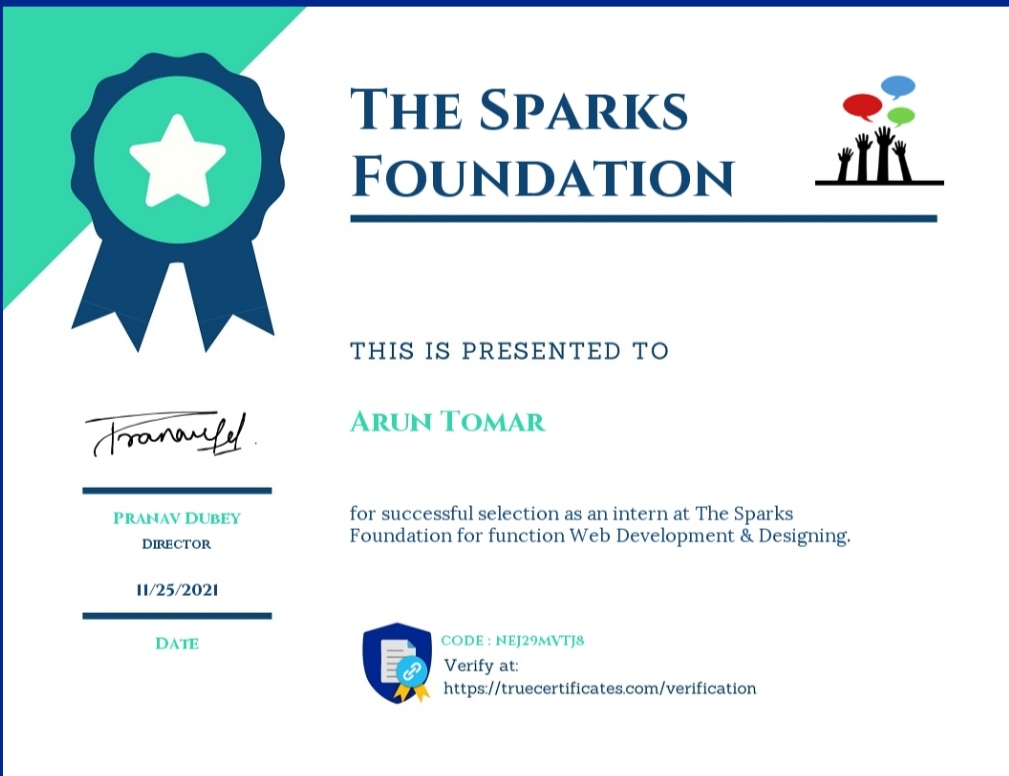 The Sparks
Foundation
THIS IS PRESENTED TO
Arun Tomar
for successful selection as an intern at The Sparks
Foundation for function Web Development & Designing.
Pranav Dubey
Director
11/25/2021
Date
CODE : NEJ29MVTJ8
Verify at:
https://truecertificates.com/verification